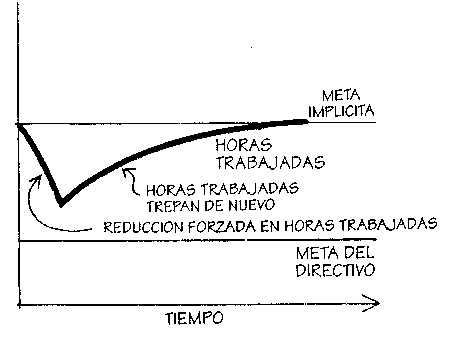 META
IMPLICITA
HORAS
TRABAJADAS
HORAS TRABAJADAS
TREPAN DE NUEVO
REDUCCION FORZADA EN HORAS TRABAJADAS
META DEL
DIRECTIVO
TIEMPO